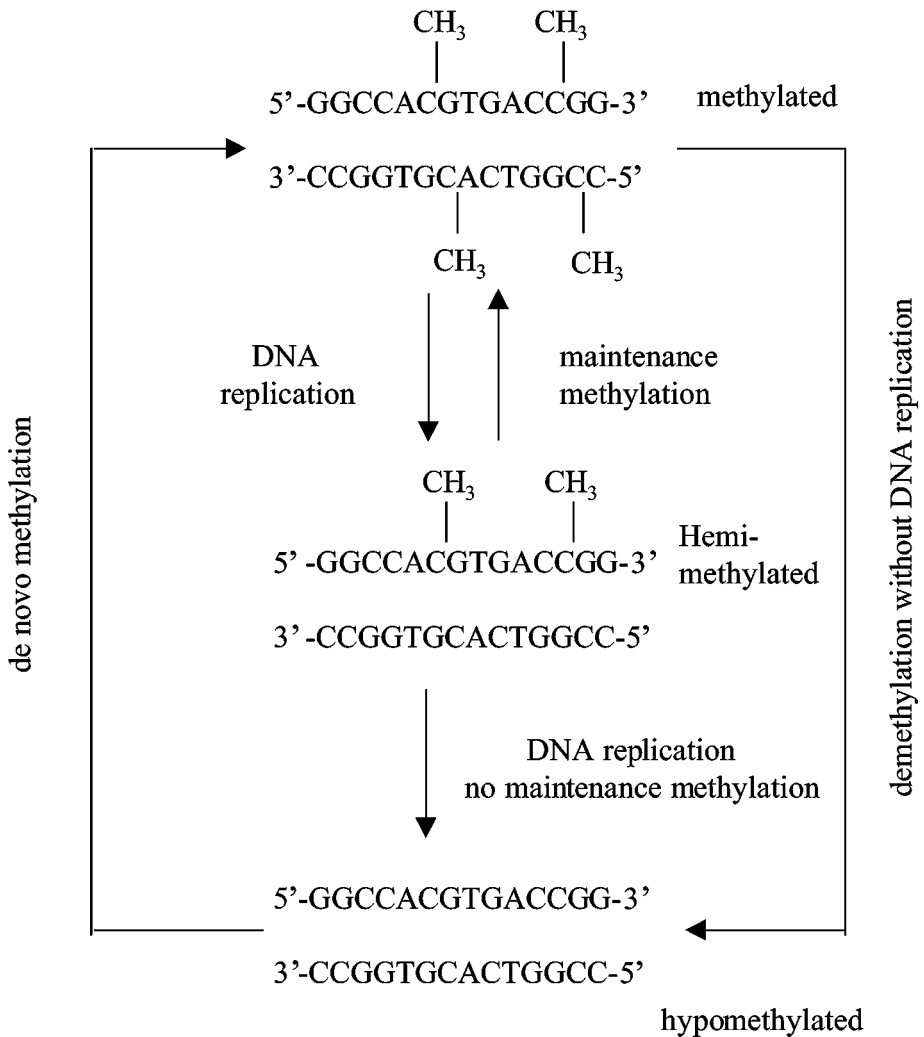 CH3 CH3
5’-GGCCACGTGACCGG-3’ methylated
3’-CCGGTGCACTGGCC-5’
CH3 CH3
DNA
replication
maintenance
methylation
CH3 CH3
5’ -GGCCACGTGACCGG-3’
Hemi-
methylated
3’-CCGGTGCACTGGCC-5’
DNA replication
no maintenance methylation
5’-GGCCACGTGACCGG-3’
3’-CCGGTGCACTGGCC-5’
hypomethylated
de novo methylation
demethylation without DNA replication